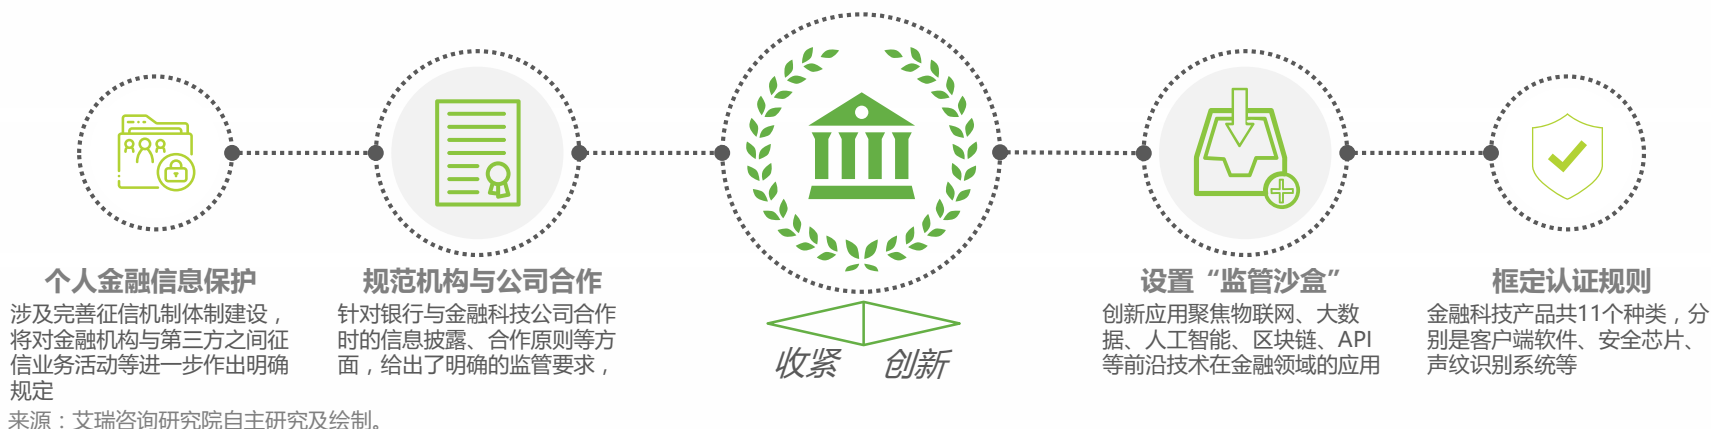 个人金融信息保护
涉及完善征信机制体制建设，
将对金融机构与第三方之间征
信业务活动等进一步作出明确
规定
规范机构与公司合作
针对银行与金融科技公司合作
时的信息披露、合作原则等方
面，给出了明确的监管要求，
收紧 创新
设置“监管沙盒”
创新应用聚焦物联网、大数
据、人工智能、区块链、API
等前沿技术在金融领域的应用
框定认证规则
金融科技产品共11个种类，分
别是客户端软件、安全芯片、
声纹识别系统等
来源：艾瑞咨询研究院自主研究及绘制。